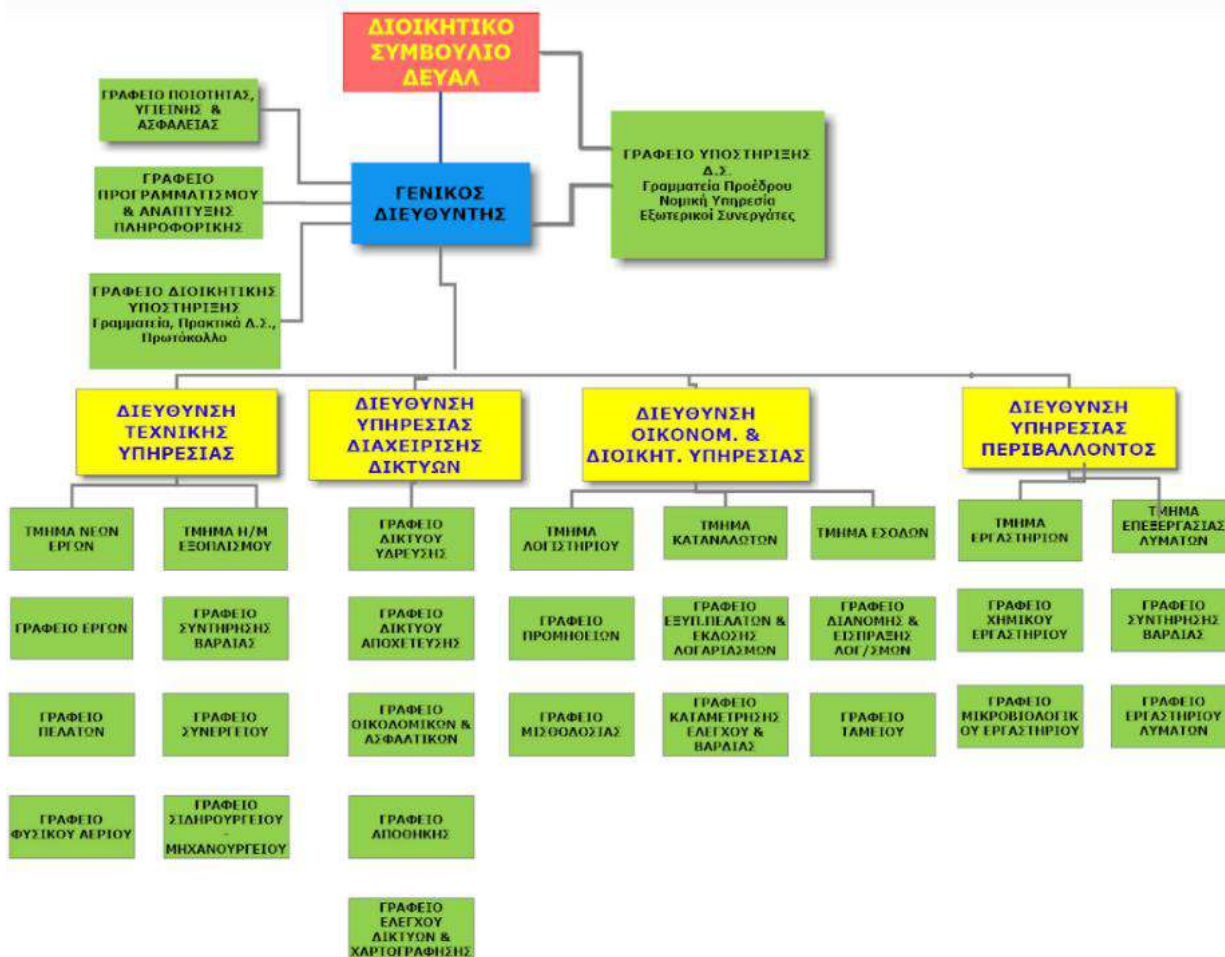 ΔΙΟΙΚΗΤΙΚΟ
ΣΥΜΒΟΥΛΙΟ
ΔΕΥΑΛ
ΓΡΑΦΕΙΟ ΠΟΙΟΤΗΤΑΣ,
ΥΓΙΕΙΝΗΣ &
ΑΣΦΑΛΕΙΑΣ
ΓΡΑΦΕΙΟ
ΠΡΟΓΡΑΜΜΑΤΙΣΜΟΥ
& ΑΝΑΠΤΥΞΗΣ
ΠΛΗΡΟΦΟΡΙΚΗΣ
ΓΕΝΙΚΟΣ
ΔΙΕΥΘΥΝΤΗΣ
ΓΡΑΦΕΙΟ ΥΠΟΣΤΗΡΙΞΗΣ
Δ.Σ.
Γραμματεία Προέδρου
Νομική Υπηρεσία
Εξωτερικοί Συνεργάτες
ΓΡΑΦΕΙΟ ΔΙΟΙΚΗΤΙΚΗΣ
ΥΠΟΣΤΗΡΙΞΗΣ
Γραμματεία, Πρακτικά Δ.Σ.,
Πρωτόκολλο
ΔΙΕΥΘΥΝΣΗ
ΤΕΧΝΙΚΗΣ
ΥΠΗΡΕΣΙΑΣ
ΔΙΕΥΘΥΝΣΗ
ΥΠΗΡΕΣΙΑΣ
ΔΙΑΧΕΙΡΙΣΗΣ
ΔΙΚΤΥΩΝ
ΔΙΕΥΘΥΝΣΗ
ΟΙΚΟΝΟΜ. &
ΔΙΟΙΚΗΤ. ΥΠΗΡΕΣΙΑΣ
ΔΙΕΥΘΥΝΣΗ
ΥΠΗΡΕΣΙΑΣ
ΠΕΡΙΒΑΛΛΟΝΤΟΣ
ΤΜΗΜΑ ΝΕΩΝ
ΕΡΓΩΝ
ΤΜΗΜΑ Η/Μ
ΕΞΟΠΛΙΣΜΟΥ
ΓΡΑΦΕΙΟ
ΔΙΚΤΥΟΥ
ΥΔΡΕΥΣΗΣ
ΤΜΗΜΑ
ΛΟΓΙΣΤΗΡΙΟΥ
ΤΜΗΜΑ
ΚΑΤΑΝΑΛΩΤΩΝ
ΤΜΗΜΑ ΕΣΟΔΩΝ
ΤΜΗΜΑ
ΕΡΓΑΣΤΗΡΙΩΝ
ΤΜΗΜΑ
ΕΠΕΞΕΡΓΑΣΙΑΣ
ΛΥΜΑΤΩΝ
ΓΡΑΦΕΙΟ ΕΡΓΩΝ
ΓΡΑΦΕΙΟ
ΣΥΝΤΗΡΗΣΗΣ
ΒΑΡΔΙΑΣ
ΓΡΑΦΕΙΟ
ΔΙΚΤΥΟΥ
ΑΠΟΧΕΤΕΥΣΗΣ
ΓΡΑΦΕΙΟ
ΠΡΟΜΗΘΕΙΩΝ
ΓΡΑΦΕΙΟ
ΕΞΥΠ.ΠΕΛΑΤΩΝ &
ΕΚΔΟΣΗΣ
ΛΟΓΑΡΙΑΣΜΩΝ
ΓΡΑΦΕΙΟ
ΔΙΑΝΟΜΗΣ &
ΕΙΣΠΡΑΞΗΣ
ΛΟΓ/ΣΜΩΝ
ΓΡΑΦΕΙΟ
ΧΗΜΙΚΟΥ
ΕΡΓΑΣΤΗΡΙΟΥ
ΓΡΑΦΕΙΟ
ΣΥΝΤΗΡΗΣΗΣ
ΒΑΡΔΙΑΣ
ΓΡΑΦΕΙΟ
ΠΕΛΑΤΩΝ
ΓΡΑΦΕΙΟ
ΣΥΝΕΡΓΕΙΟΥ
ΓΡΑΦΕΙΟ
ΟΙΚΟΔΟΜΙΚΩΝ &
ΑΣΦΑΛΤΙΚΩΝ
ΓΡΑΦΕΙΟ
ΜΙΣΘΟΔΟΣΙΑΣ
ΓΡΑΦΕΙΟ
ΚΑΤΑΜΕΤΡΗΣΗΣ
ΕΛΕΓΧΟΥ &
ΒΑΡΔΙΑΣ
ΓΡΑΦΕΙΟ
ΤΑΜΕΙΟΥ
ΓΡΑΦΕΙΟ
ΜΙΚΡΟΒΙΟΛΟΓΙΚ
ΟΥ ΕΡΓΑΣΤΗΡΙΟΥ
ΓΡΑΦΕΙΟ
ΕΡΓΑΣΤΗΡΙΟΥ
ΛΥΜΑΤΩΝ
ΓΡΑΦΕΙΟ
ΦΥΣΙΚΟΥ ΑΕΡΙΟΥ
ΓΡΑΦΕΙΟ
ΣΙΔΗΡΟΥΡΓΕΙΟΥ
-
ΜΗΧΑΝΟΥΡΓΕΙΟΥ
ΓΡΑΦΕΙΟ
ΑΠΟΘΗΚΗΣ
ΓΡΑΦΕΙΟ
ΕΛΕΓΧΟΥ
ΔΙΚΤΥΩΝ &
ΧΑΡΤΟΓΡΑΦΗΣΗΣ